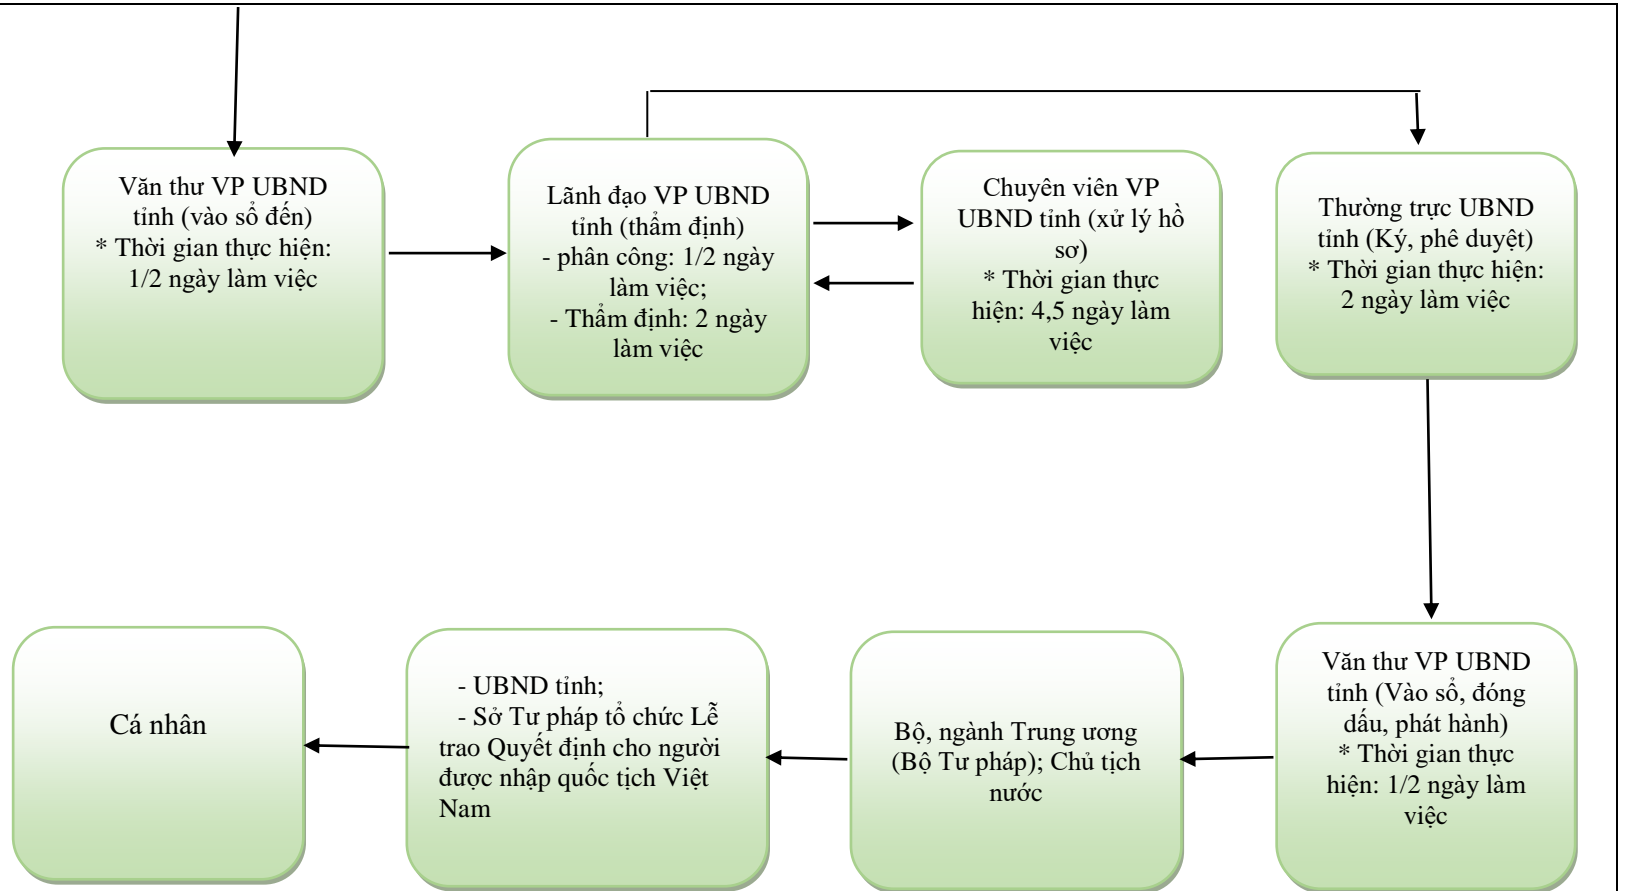 Văn thư VP UBND
tỉnh (vào sổ đến)
* Thời gian thực hiện:
1/2 ngày làm việc
Lãnh đạo VP UBND
tỉnh (thẩm định)
- phân công: 1/2 ngày
làm việc;
- Thẩm định: 2 ngày
làm việc
Chuyên viên VP
UBND tỉnh (xử lý hồ
sơ)
* Thời gian thực
hiện: 4,5 ngày làm
việc
Thường trực UBND
tỉnh (Ký, phê duyệt)
* Thời gian thực hiện:
2 ngày làm việc
Văn thư VP UBND
tỉnh (Vào sổ, đóng
dấu, phát hành)
* Thời gian thực
hiện: 1/2 ngày làm
việc
Bộ, ngành Trung ương
(Bộ Tư pháp); Chủ tịch
nước
- UBND tỉnh;
- Sở Tư pháp tổ chức Lễ
trao Quyết định cho người
được nhập quốc tịch Việt
Nam
Cá nhân